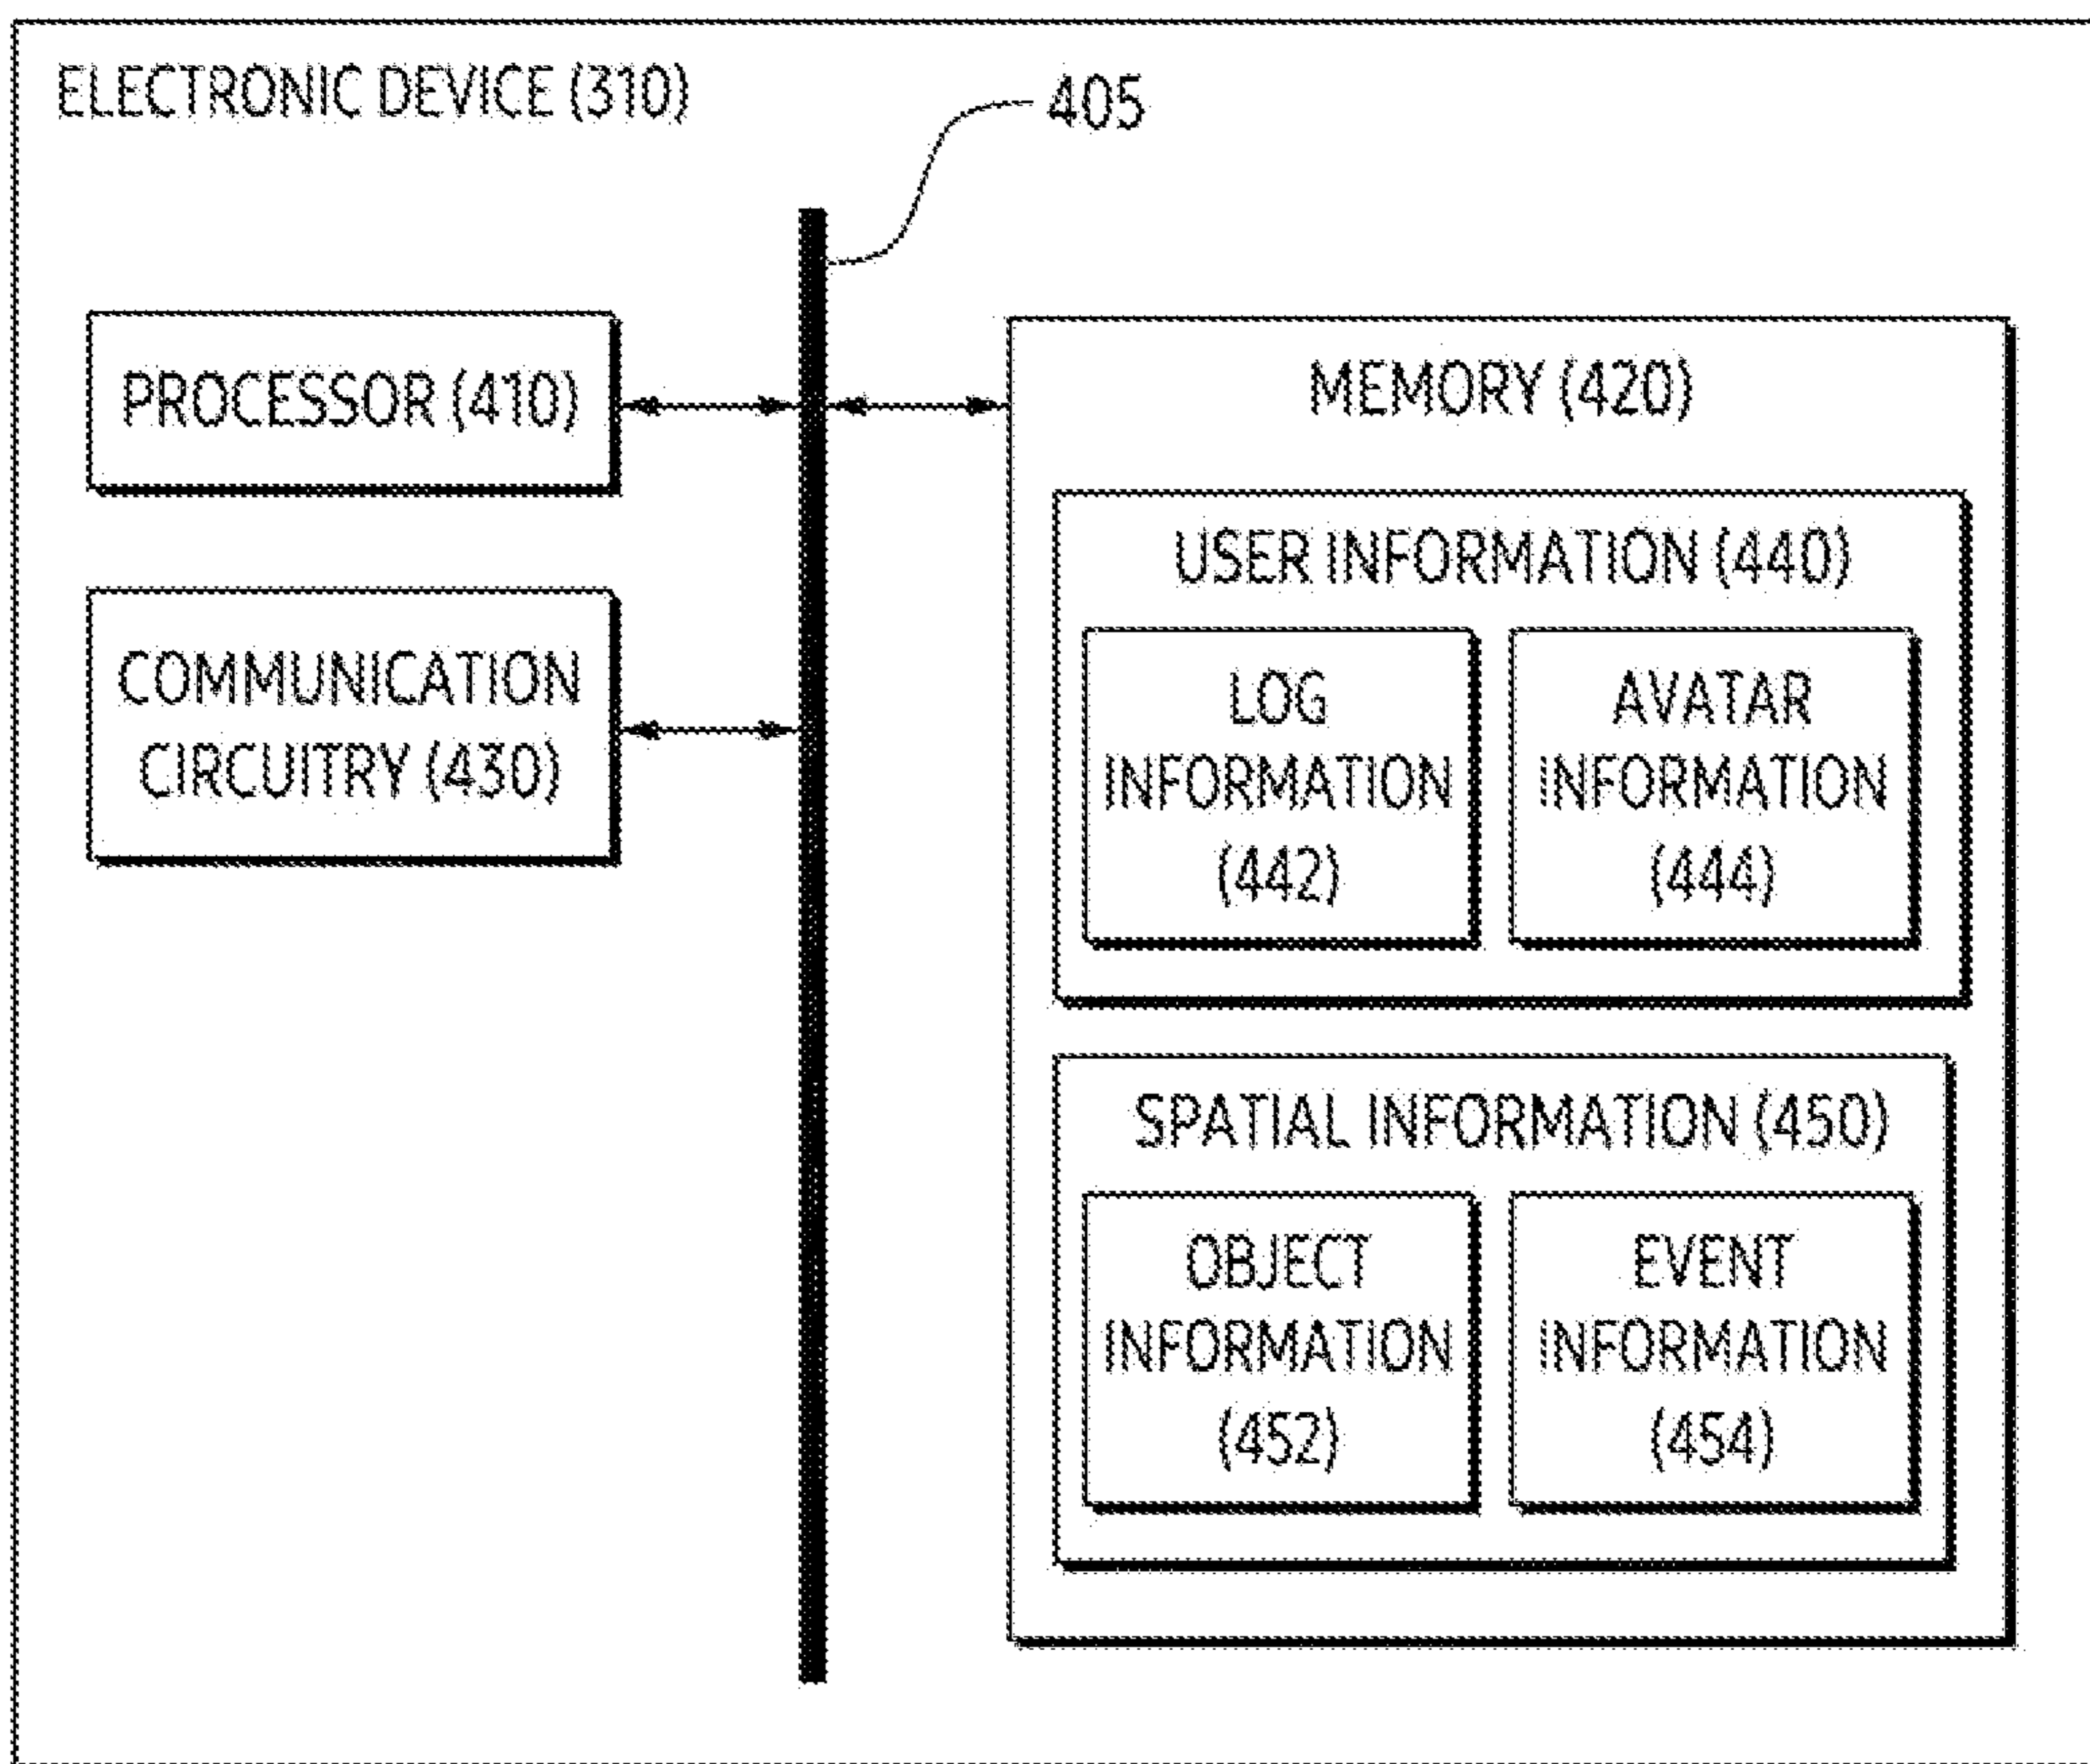 ELECTRONIC DEVICE (310)
405
PROCESSOR (410)
COMMUNICATION
CIRCUITRY (430)
MEMORY (420)
USER INFORMATION (440)
LOG
INFORMATION
(442)
AVATAR
INFORMATION
(444)
SPATIAL INFORMATION (450)
OBJECT
INFORMATION
(452)
EVENT
INFORMATION
(454)